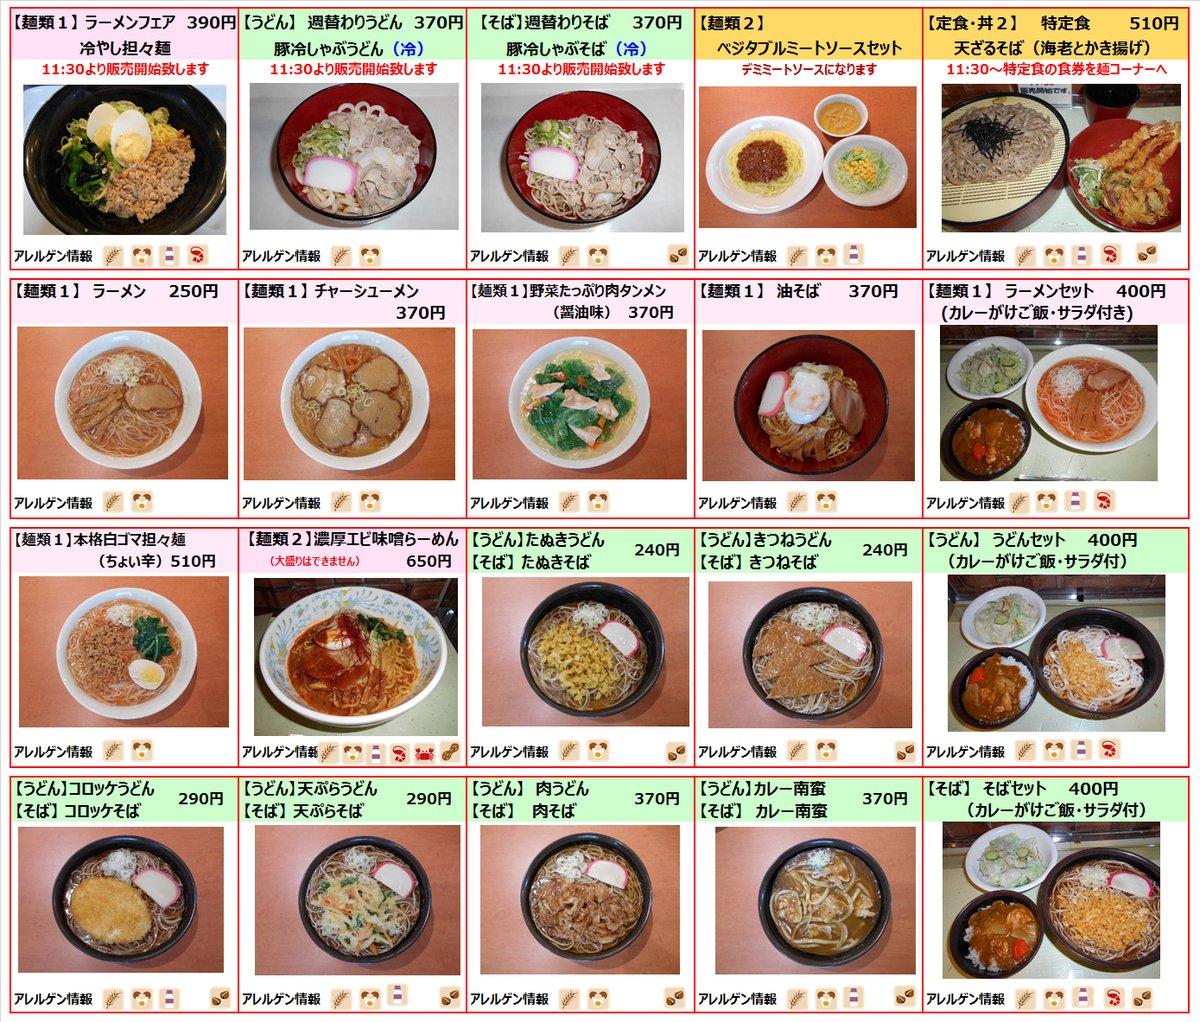 【麺類１】ラーメンフェア 390円
冷やし担々麺
11:30より販売開始致します
アレルゲン情報
【うどん】 週替わりうどん 370円
豚冷しゃぶうどん（冷）
11:30より販売開始致します
アレルゲン情報
【そば】週替わりそば 370円
豚冷しゃぶそば（冷）
11:30より販売開始致します
アレルゲン情報
【麺類２】
ベジタブルミートソースセット
デミミートソースになります
アレルゲン情報
【定食・丼２】 特定食 510円
天ざるそば（海老とかき揚げ）
11:30～特定食の食券を麺コーナーへ
販売開始です。
アレルゲン情報
【麺類１】 ラーメン 250円
アレルゲン情報
【麺類１】 チャーシューメン
370円
アレルゲン情報
【麺類１】野菜たっぷり肉タンメン
（醤油味） 370円
アレルゲン情報
【麺類１】 油そば 370円
アレルゲン情報
【麺類１】 ラーメンセット 400円
(カレーがけご飯・サラダ付き)
アレルゲン情報
【麺類１】本格白ゴマ担々麺
（ちょい辛）510円
アレルゲン情報
【麺類２】濃厚エビ味噌らーめん
（大盛りはできません） 650円
アレルゲン情報
【うどん】たぬきうどん
【そば】 たぬきそば
240円
アレルゲン情報
【うどん】きつねうどん
【そば】 きつねそば
240円
アレルゲン情報
【うどん】 うどんセット 400円
（カレーがけご飯・サラダ付）
アレルゲン情報
【うどん】コロッケうどん
【そば】 コロッケそば
290円
アレルゲン情報
【うどん】天ぷらうどん
【そば】 天ぷらそば
290円
アレルゲン情報
【うどん】 肉うどん
【そば】 肉そば
370円
アレルゲン情報
【うどん】カレー南蛮
【そば】 カレー南蛮
370円
アレルゲン情報
【そば】 そばセット 400円
（カレーがけご飯・サラダ付）
アレルゲン情報